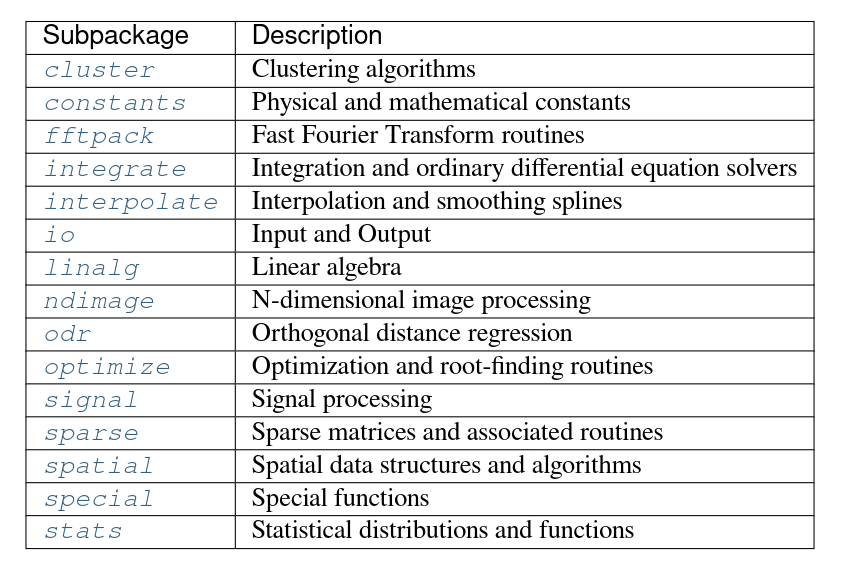 Subpackage Description
cluster Clustering algorithms
constants Physical and mathematical constants
fftpack Fast Fourier Transform routines
integrate Integration and ordinary differential equation solvers
interpolate Interpolation and smoothing splines
io Input and Output
linalg Linear algebra
ndimage N-dimensional image processing
odr Orthogonal distance regression
optimize Optimization and root-finding routines
signal Signal processing
sparse Sparse matrices and associated routines
spatial Spatial data structures and algorithms
special Special functions
stats Statistical distributions and functions